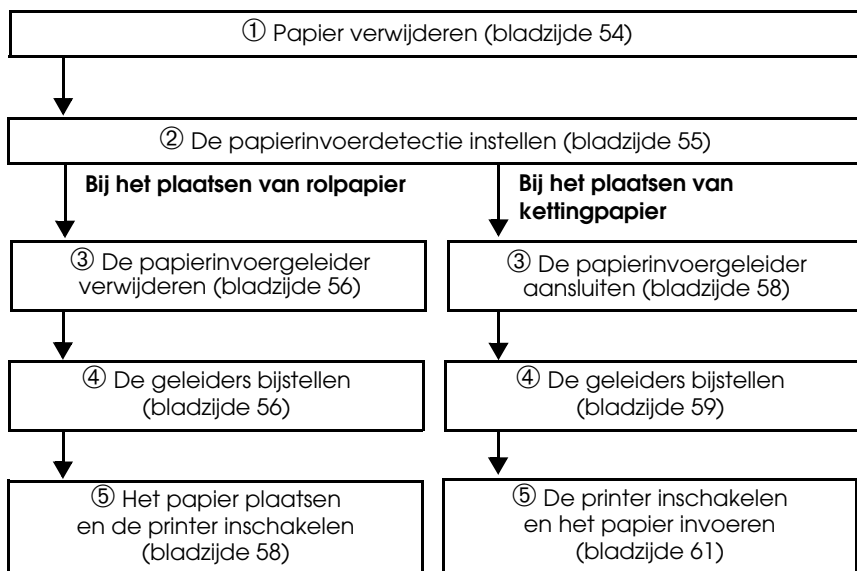 ① Papier verwijderen (bladzijde 54)
② De papierinvoerdetectie instellen (bladzijde 55)
Bij het plaatsen van rolpapier
③ De papierinvoergeleider
verwijderen (bladzijde 56)
④ De geleiders bijstellen
(bladzijde 56)
⑤ Het papier plaatsen
en de printer inschakelen
(bladzijde 58)
Bij het plaatsen van
kettingpapier
③ De papierinvoergeleider
aansluiten (bladzijde 58)
④ De geleiders bijstellen
(bladzijde 59)
⑤ De printer inschakelen
en het papier invoeren
(bladzijde 61)